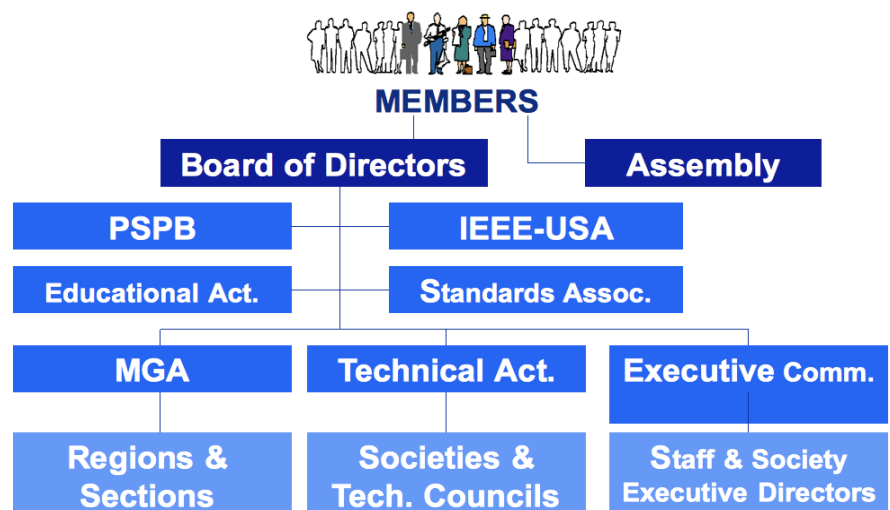 MEMBERS
Board of Directors
Assembly
PSPB
IEEE-USA
Educational Act.
Standards Assoc.
MGA
Technical Act.
Executive Comm.
Regions &
Sections
Societies &
Tech. Councils
Staff & Society
Executive Directors